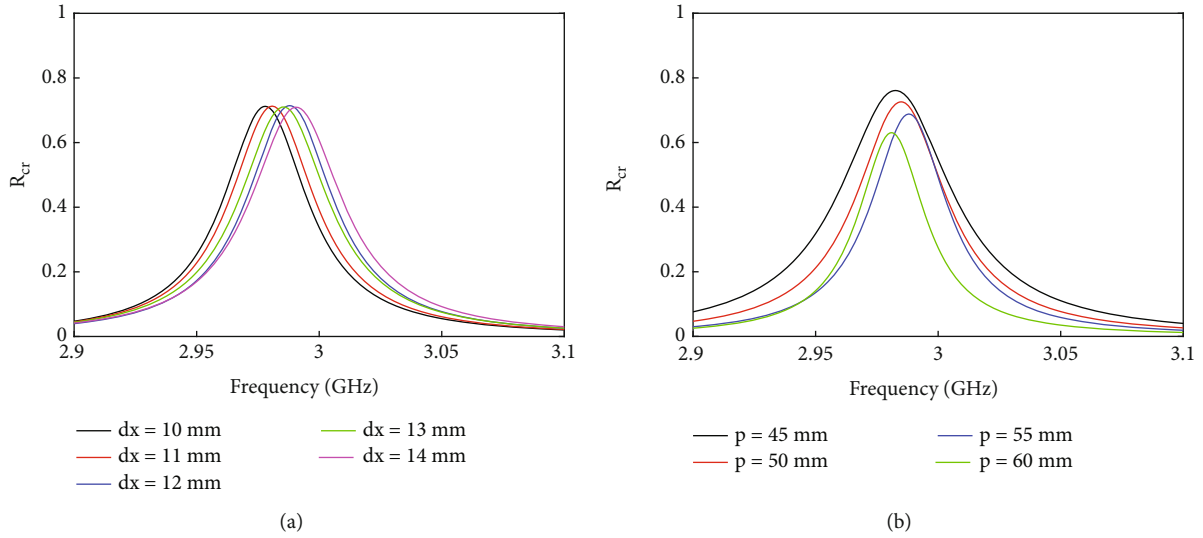 1
0.8
0.6
R_cr
0.4
0.2
0
2.9 2.95 3 3.05 3.1
Frequency (GHz)
dx = 10 mm
dx = 11 mm
dx = 12 mm
dx = 13 mm
dx = 14 mm
(a)
1
0.8
0.6
R_cr
0.4
0.2
0
2.9 2.95 3 3.05 3.1
Frequency (GHz)
p = 45 mm
p = 50 mm
p = 55 mm
p = 60 mm
(b)